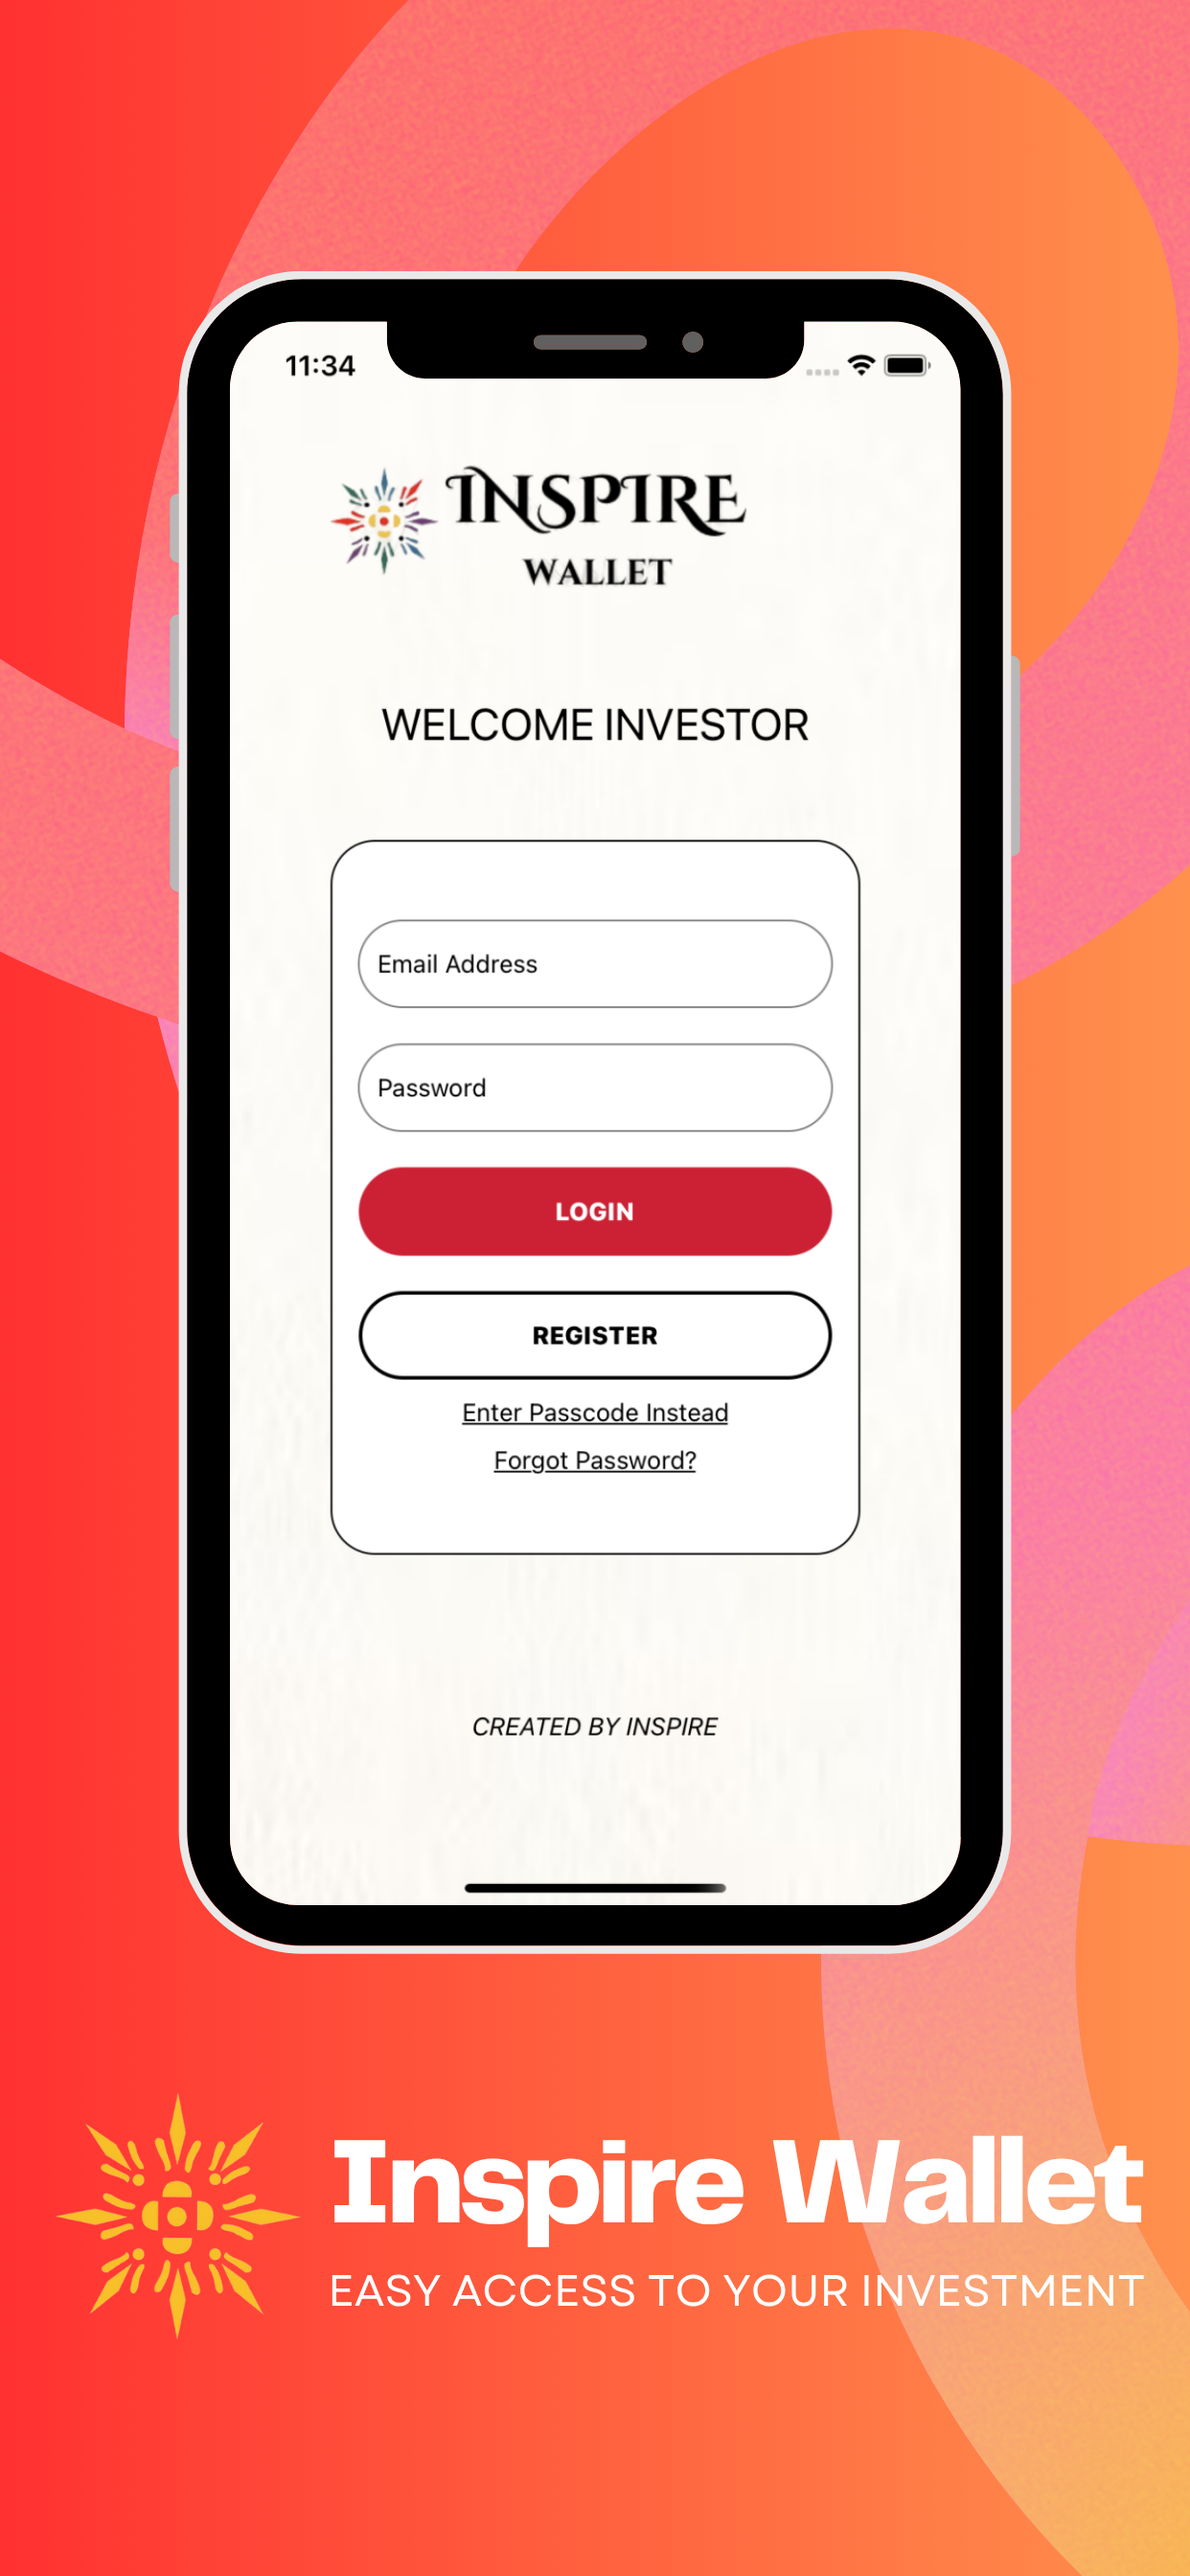 11:34
INSPIRE
WALLET
WELCOME INVESTOR
Email Address
Password
LOGIN
REGISTER
Enter Passcode Instead
Forgot Password?
CREATED BY INSPIRE
Inspire Wallet
EASY ACCESS TO YOUR INVESTMENT